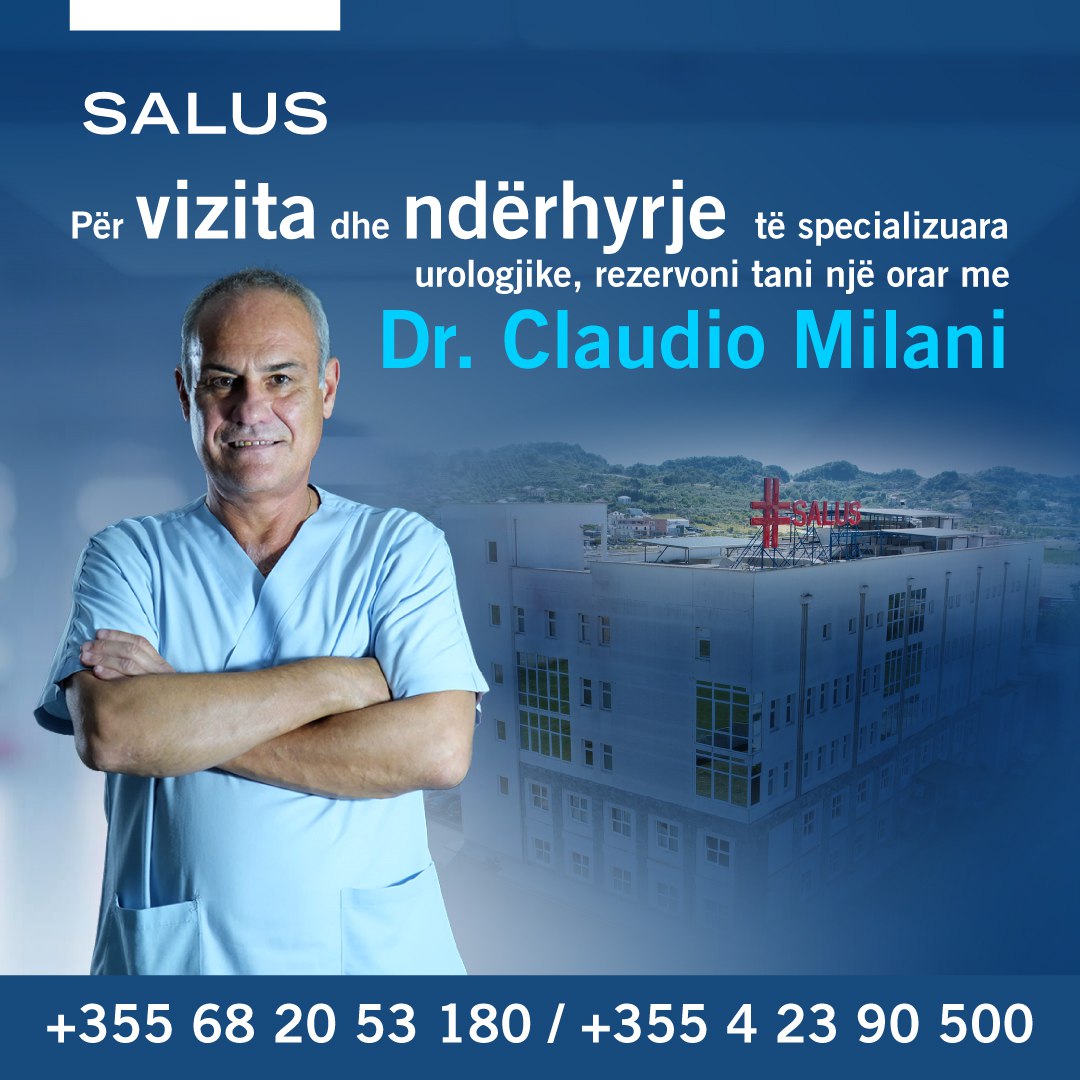 SALUS
Për vizita dhe ndërhyrje të specializuara
urologjike, rezervoni tani një orar me
Dr. Claudio Milani
SALUS
+355 68 20 53 180 / +355 4 23 90 500